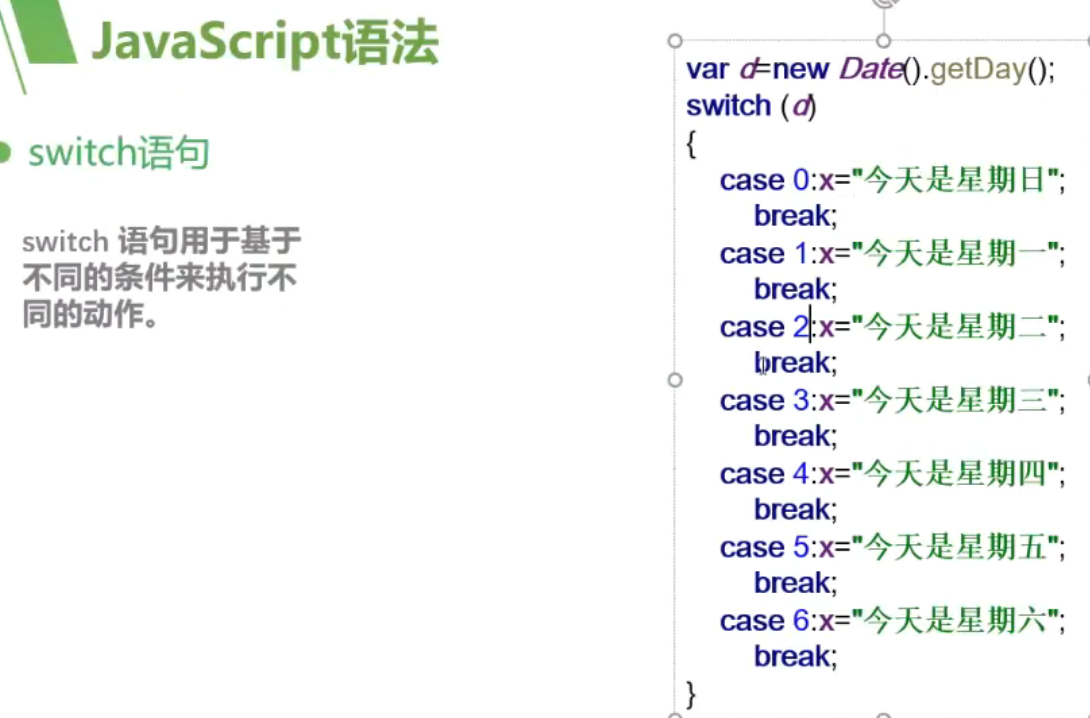 JavaScript语法
switch语句
switch 语句用于基于
不同的条件来执行不
同的动作。
var d=new Date().getDay();
switch (d)
{
case 0:x="今天是星期日";
break;
case 1:x="今天是星期一";
break;
case 2:x="今天是星期二";
break;
case 3:x="今天是星期三";
break;
case 4:x="今天是星期四";
break;
case 5:x="今天是星期五";
break;
case 6:x="今天是星期六";
break;
}